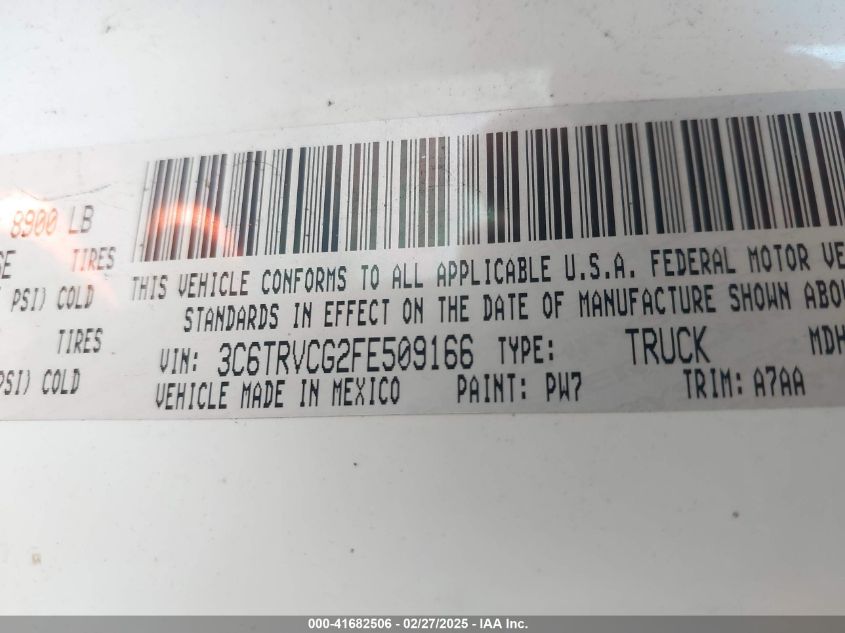 8900 LB
TIRES
PSI) COLD
TIRES
PSI) COLD
THIS VEHICLE CONFORMS TO ALL APPLICABLE U.S.A. FEDERAL MOTOR VE
STANDARDS IN EFFECT ON THE DATE OF MANUFACTURE SHOWN ABO
VIN: 3C6TRVCG2FE509166 TYPE: TRUCK MDH
VEHICLE MADE IN MEXICO PAINT: PW7 TRIM: A7AA
000-41682506 - 02/27/2025 - IAA Inc.